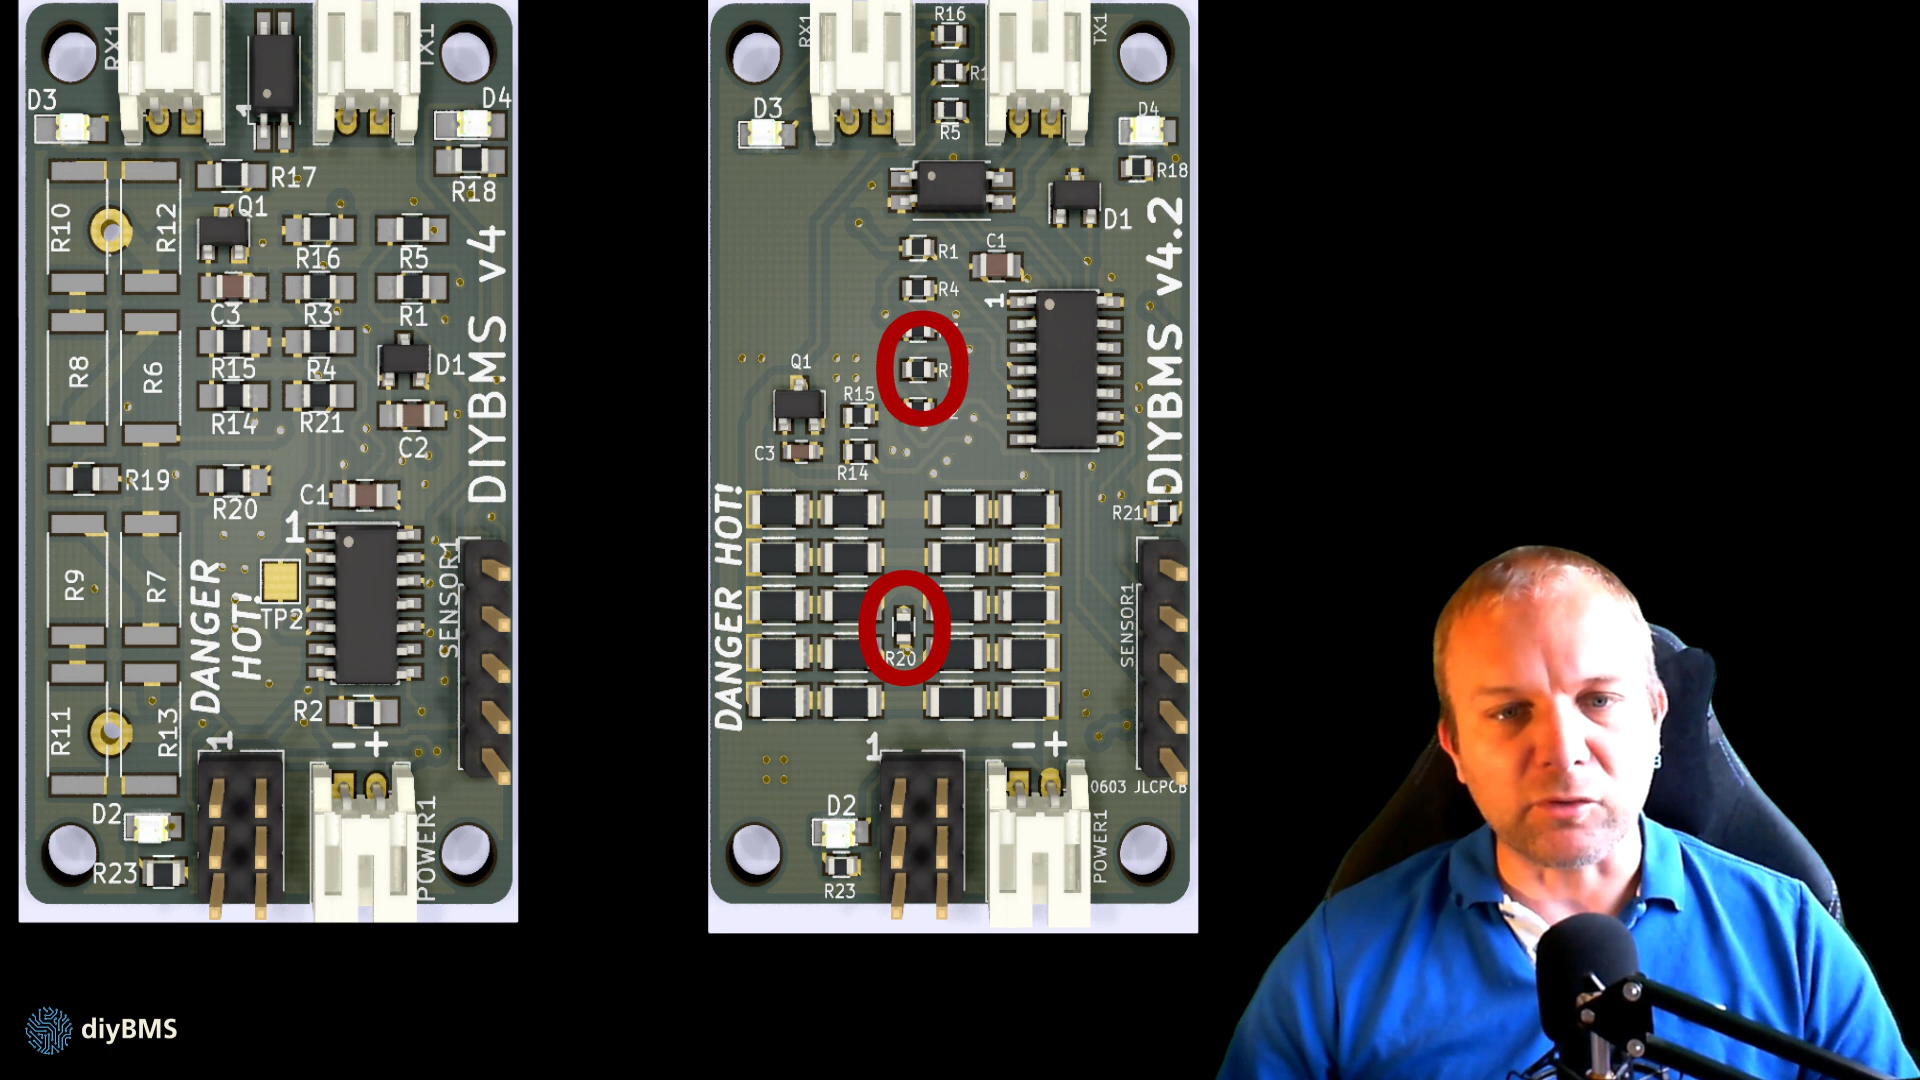 RX1
TX1
D3
D4
1
R17
R18
R10
R12
Q1
R16
R5
C3
R3
R1
R8
R6
R15
R4
D1
R14
R21
C2
R19
R20
C1
1
DIYBMS v4
R9
R7
DANGER
HOT!
TP2
SENSOR1
R2
R11
R13
1
- +
D2
R23
POWER1
RX1
R16
TX1
D3
R5
D4
R18
D1
R1
C1
R4
1
DIYBMS v4.2
Q1
R15
C3
R14
R21
DANGER HOT!
R20
SENSOR1
1
- +
0603 JLCPCB
D2
R23
POWER1
diyBMS